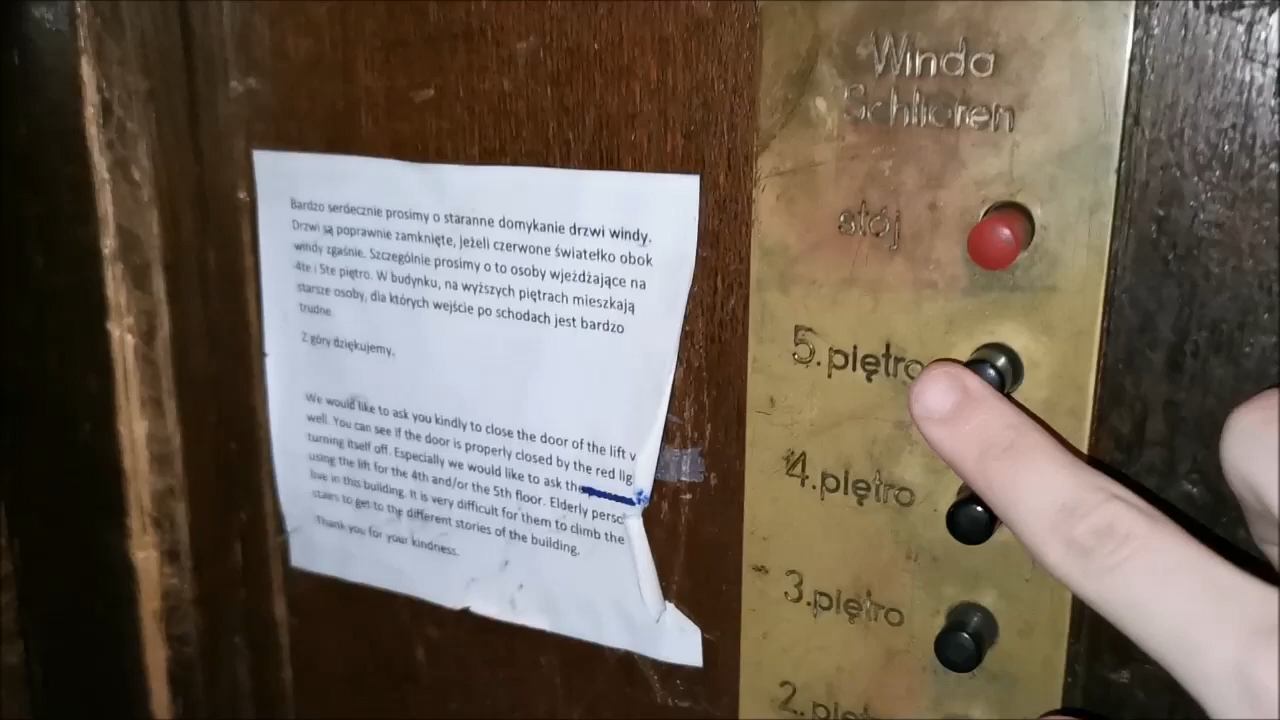 Winda
Schlieren
stój
5.piętro
4.piętro
3.piętro
2.pięt
Bardzo serdecznie prosimy o staranne domykanie drzwi windy.
Drzwi są poprawnie zamknięte, jeżeli czerwone światełko obok
windy zgaśnie. Szczególnie prosimy o to osoby wjeżdżające na
4te i 5te piętro. W budynku, na wyższych piętrach mieszkają
starsze osoby, dla których wejście po schodach jest bardzo
trudne.
Z góry dziękujemy.
We would like to ask you kindly to close the door of the lift
well. You can see if the door is properly closed by the red lig
turning itself off. Especially we would like to ask the
using the lift for the 4th and/or the 5th floor. Elderly perso
live in this building. It is very difficult for them to climb the
stairs to get to the different stories of the building.
Thank you for your kindness.